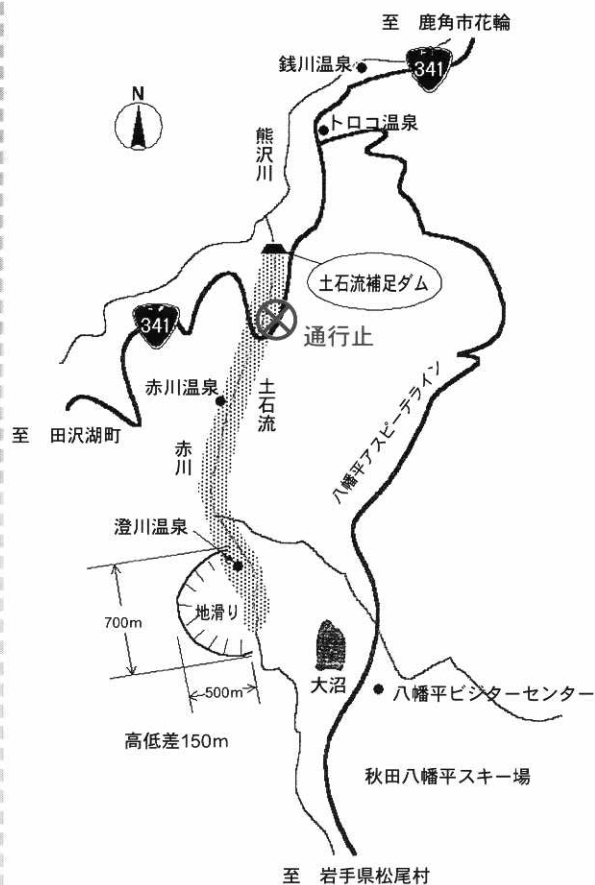 至 鹿角市花輪
銭川温泉
341
N
トロコ温泉
熊沢川
土石流補足ダム
341
通行止
赤川温泉
土石流
八幡平アスピーテライン
至 田沢湖町
赤川
澄川温泉
地滑り
700m
500m
大沼
八幡平ビジターセンター
高低差150m
秋田八幡平スキー場
至 岩手県松尾村